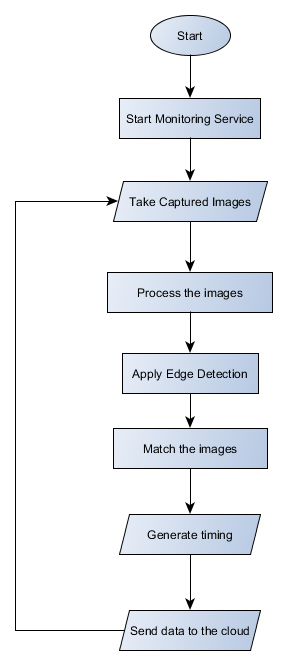 Start
Start Monitoring Service
Take Captured Images
Process the images
Apply Edge Detection
Match the images
Generate timing
Send data to the cloud